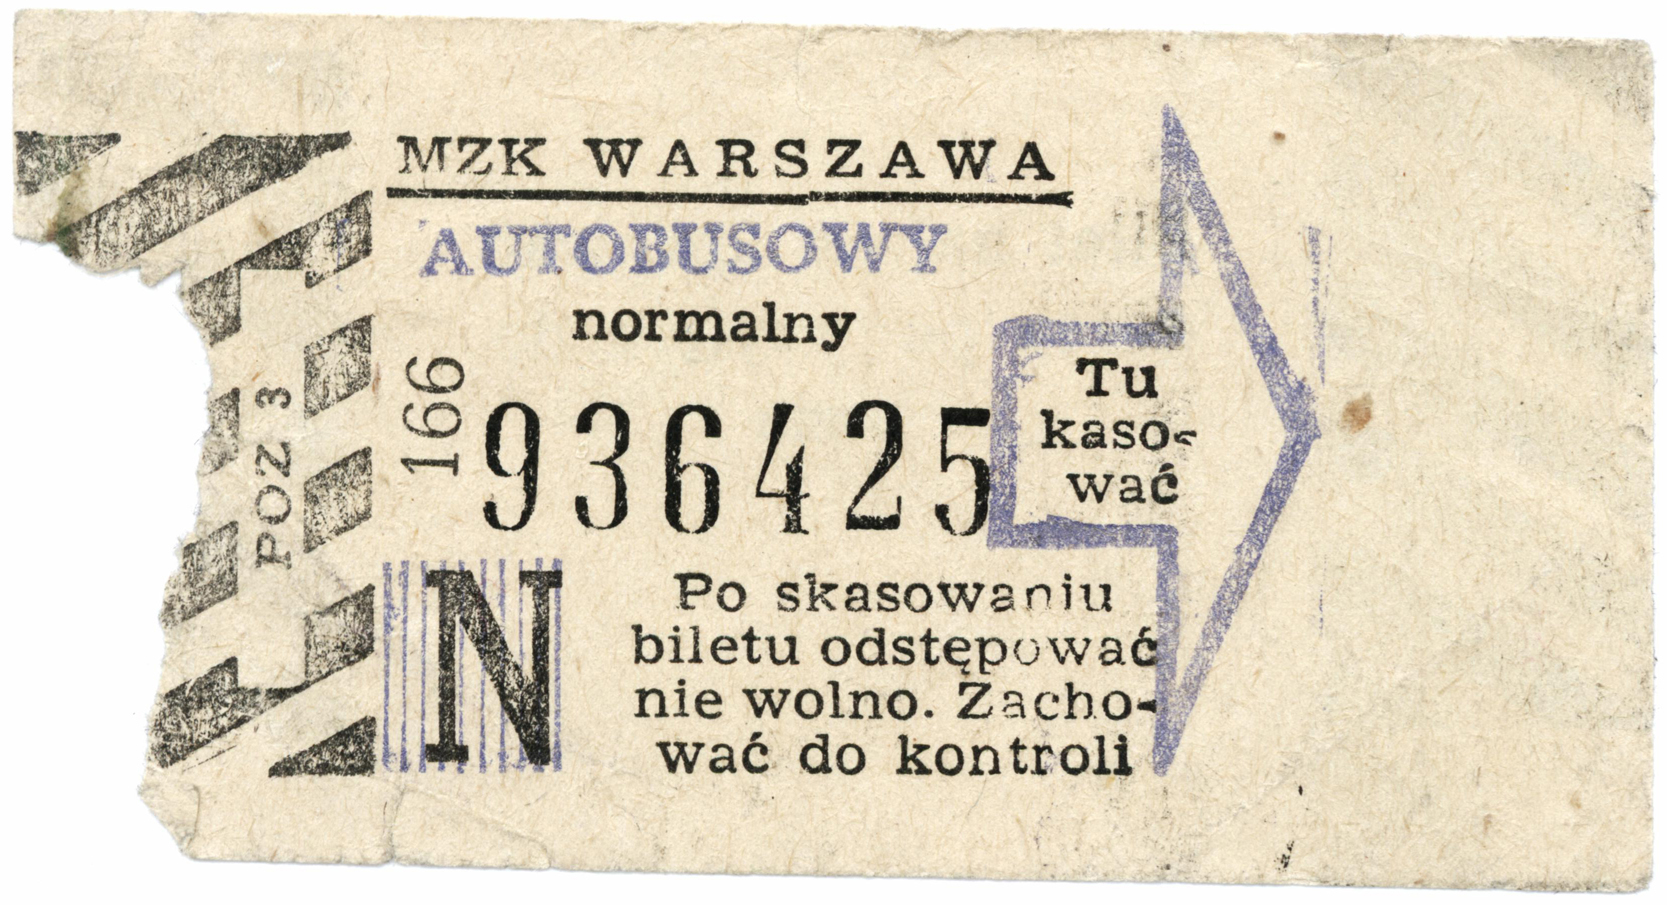 MZK WARSZAWA
AUTOBUSOWY
normalny
POZ 3
166
936425
Tu
kaso-
wać
N
Po skasowaniu
biletu odstępować
nie wolno. Zacho-
wać do kontroli